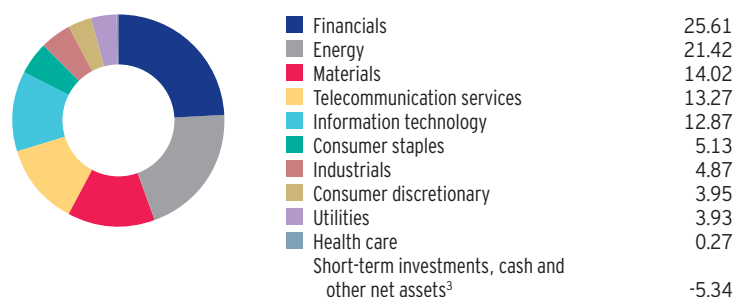 Financials 25.61
Energy 21.42
Materials 14.02
Telecommunication services 13.27
Information technology 12.87
Consumer staples 5.13
Industrials 4.87
Consumer discretionary 3.95
Utilities 3.93
Health care 0.27
Short-term investments, cash and
other net assets³ -5.34